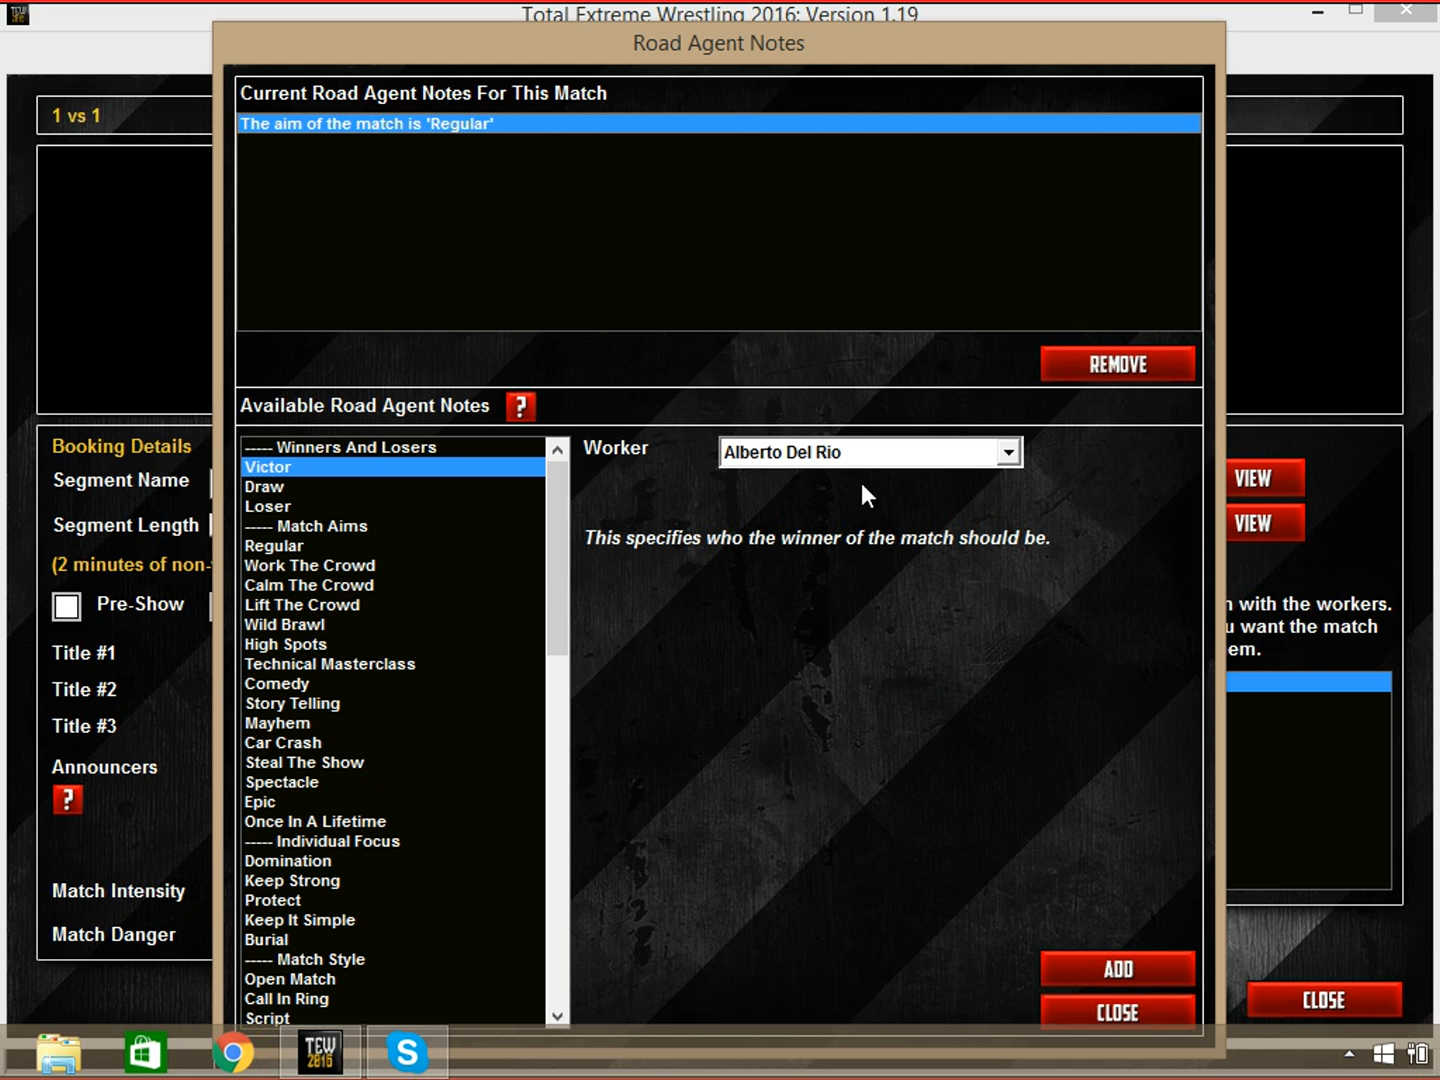 Total Extreme Wrestling 2016: Version 1.19
Road Agent Notes
Current Road Agent Notes For This Match
1 vs 1
The aim of the match is 'Regular'
REMOVE
Available Road Agent Notes
?
----- Winners And Losers
Victor
Draw
Loser
----- Match Aims
Regular
Work The Crowd
Calm The Crowd
Lift The Crowd
Wild Brawl
High Spots
Technical Masterclass
Comedy
Story Telling
Mayhem
Car Crash
Steal The Show
Spectacle
Epic
Once In A Lifetime
----- Individual Focus
Domination
Keep Strong
Protect
Keep It Simple
Burial
----- Match Style
Open Match
Call In Ring
Script
Worker
Alberto Del Rio
This specifies who the winner of the match should be.
ADD
CLOSE
Booking Details
Segment Name
Segment Length
(2 minutes of non-
Pre-Show
Title #1
Title #2
Title #3
Announcers
?
Match Intensity
Match Danger
VIEW
VIEW
with the workers.
want the match
em.
CLOSE
TEW
2016
S